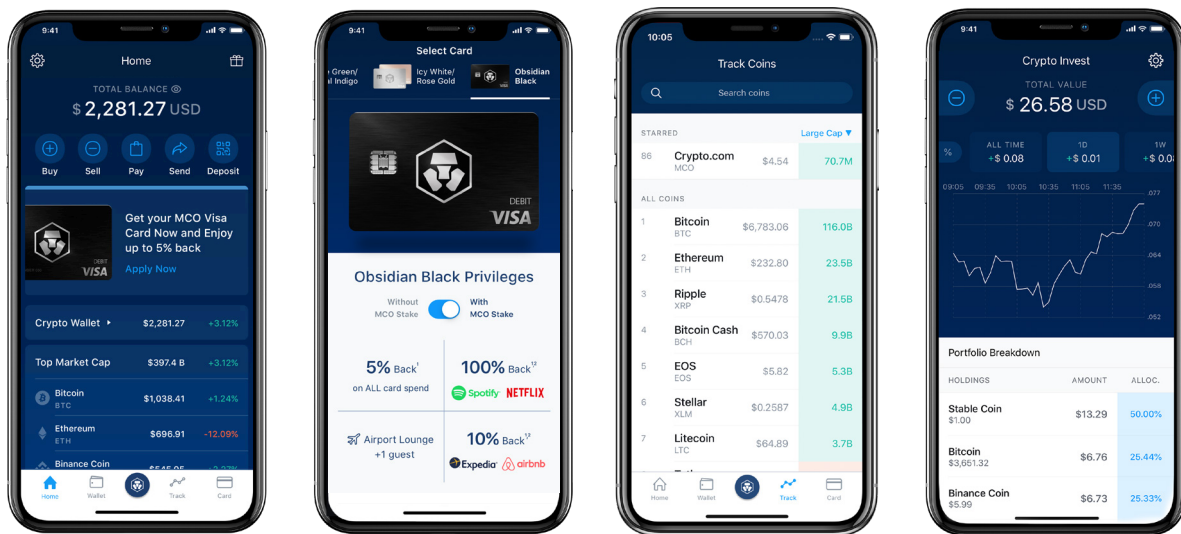 9:41
Home
TOTAL BALANCE
$ 2,281.27 USD
Buy Sell Pay Send Deposit
Get your MCO Visa
Card Now and Enjoy
up to 5% back
Apply Now
DEBIT
VISA
Crypto Wallet $2,281.27 +3.12%
Top Market Cap $397.4 B +3.12%
Bitcoin $1,038.41 +1.24%
BTC
Ethereum $696.91 -12.09%
ETH
Binance Coin
Home Wallet Track Card
9:41
Select Card
Green/ Icy White/ Obsidian
Indigo Rose Gold Black
DEBIT
VISA
Obsidian Black Privileges
Without With
MCO Stake MCO Stake
5% Back¹ 100% Back¹,²
on ALL card spend Spotify NETFLIX
Airport Lounge 10% Back¹,³
+1 guest Expedia airbnb
10:05
Track Coins
Search coins
STARRED Large Cap ▼
86 Crypto.com $4.54 70.7M
MCO
ALL COINS
1 Bitcoin $6,783.06 116.0B
BTC
2 Ethereum $232.80 23.5B
ETH
3 Ripple $0.5478 21.5B
XRP
4 Bitcoin Cash $570.03 9.9B
BCH
5 EOS $5.82 5.3B
EOS
6 Stellar $0.2587 4.9B
XLM
7 Litecoin $64.89 3.7B
LTC
Home Wallet Track Card
9:41
Crypto Invest
TOTAL VALUE
$ 26.58 USD
% ALL TIME 1D 1W
+$ 0.08 +$ 0.01 +$ 0.0
09:05 09:35 10:05 10:35 11:05 11:35
.077
.070
.064
.058
.052
Portfolio Breakdown
HOLDINGS AMOUNT ALLOC.
Stable Coin $13.29 50.00%
$1.00
Bitcoin $6.76 25.44%
$3,651.32
Binance Coin $6.73 25.33%
$5.99